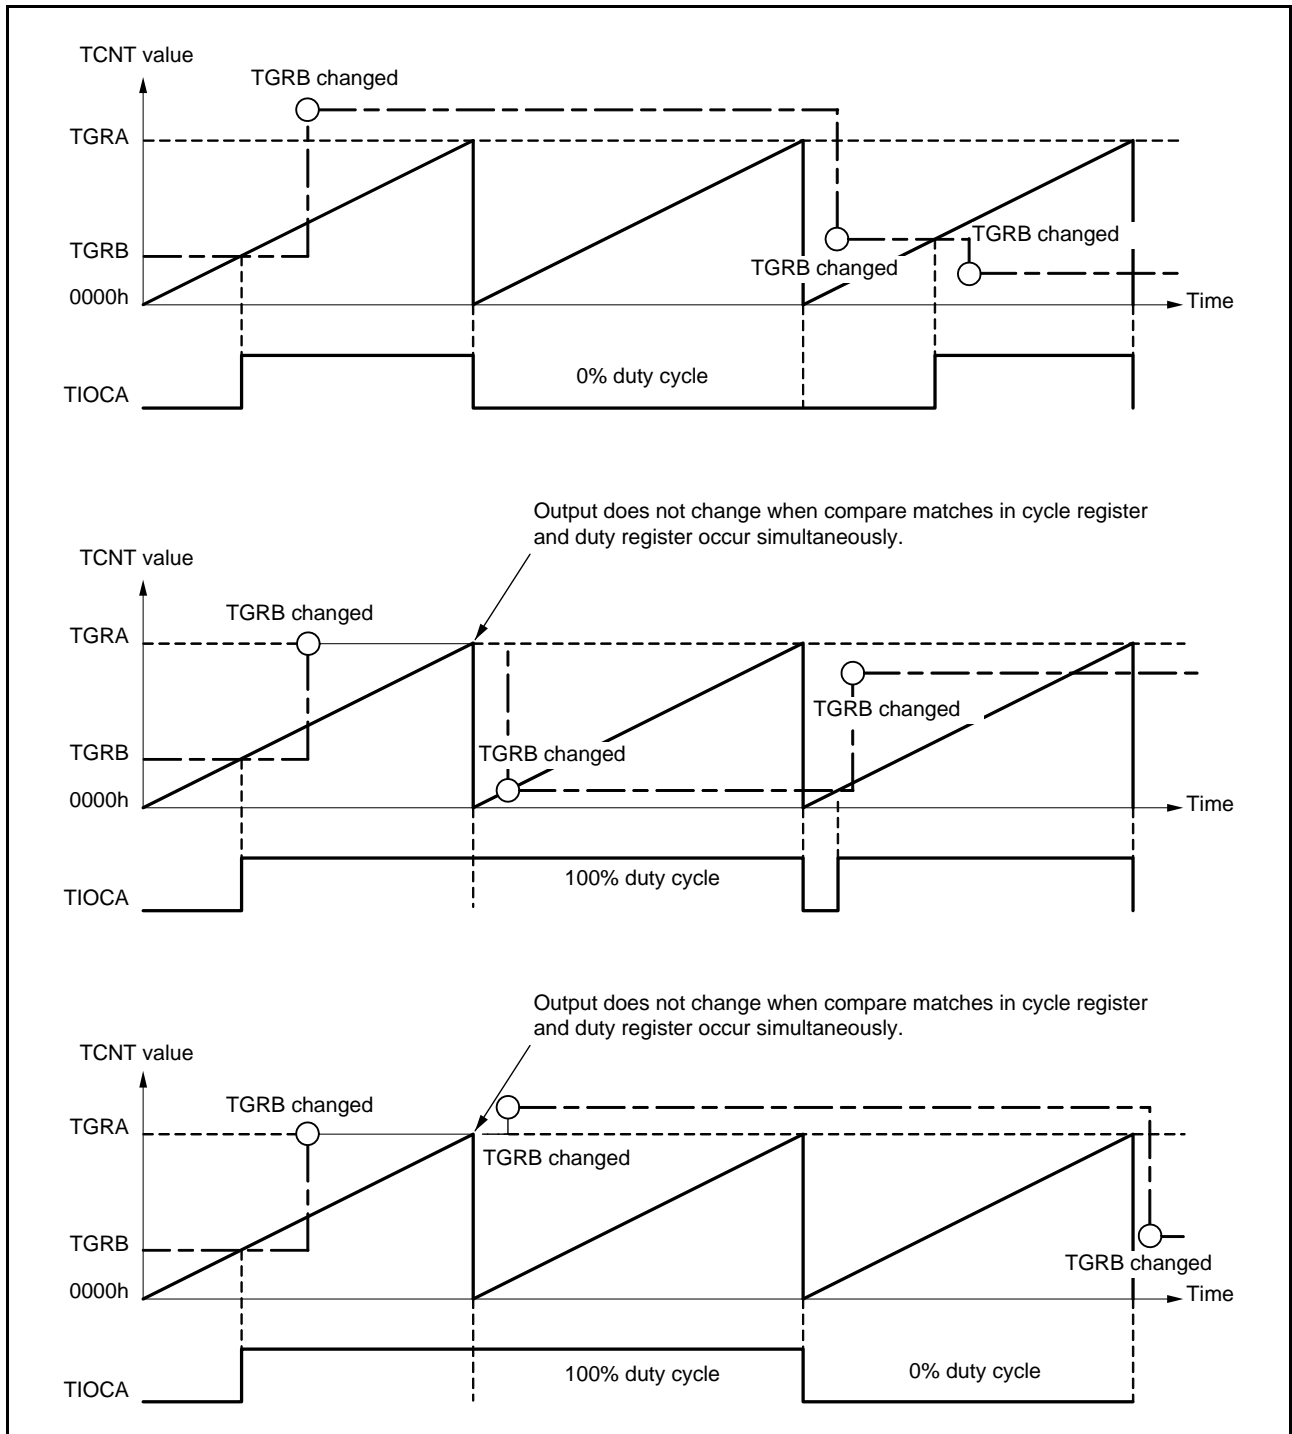 TCNT value
TGRB changed
TGRA
TGRB changed
TGRB
TGRB changed
0000h
Time
0% duty cycle
TIOCA
Output does not change when compare matches in cycle register
and duty register occur simultaneously.
TCNT value
TGRB changed
TGRA
TGRB changed
TGRB
TGRB changed
0000h
Time
100% duty cycle
TIOCA
Output does not change when compare matches in cycle register
and duty register occur simultaneously.
TCNT value
TGRB changed
TGRA
TGRB changed
TGRB
TGRB changed
0000h
Time
100% duty cycle
0% duty cycle
TIOCA